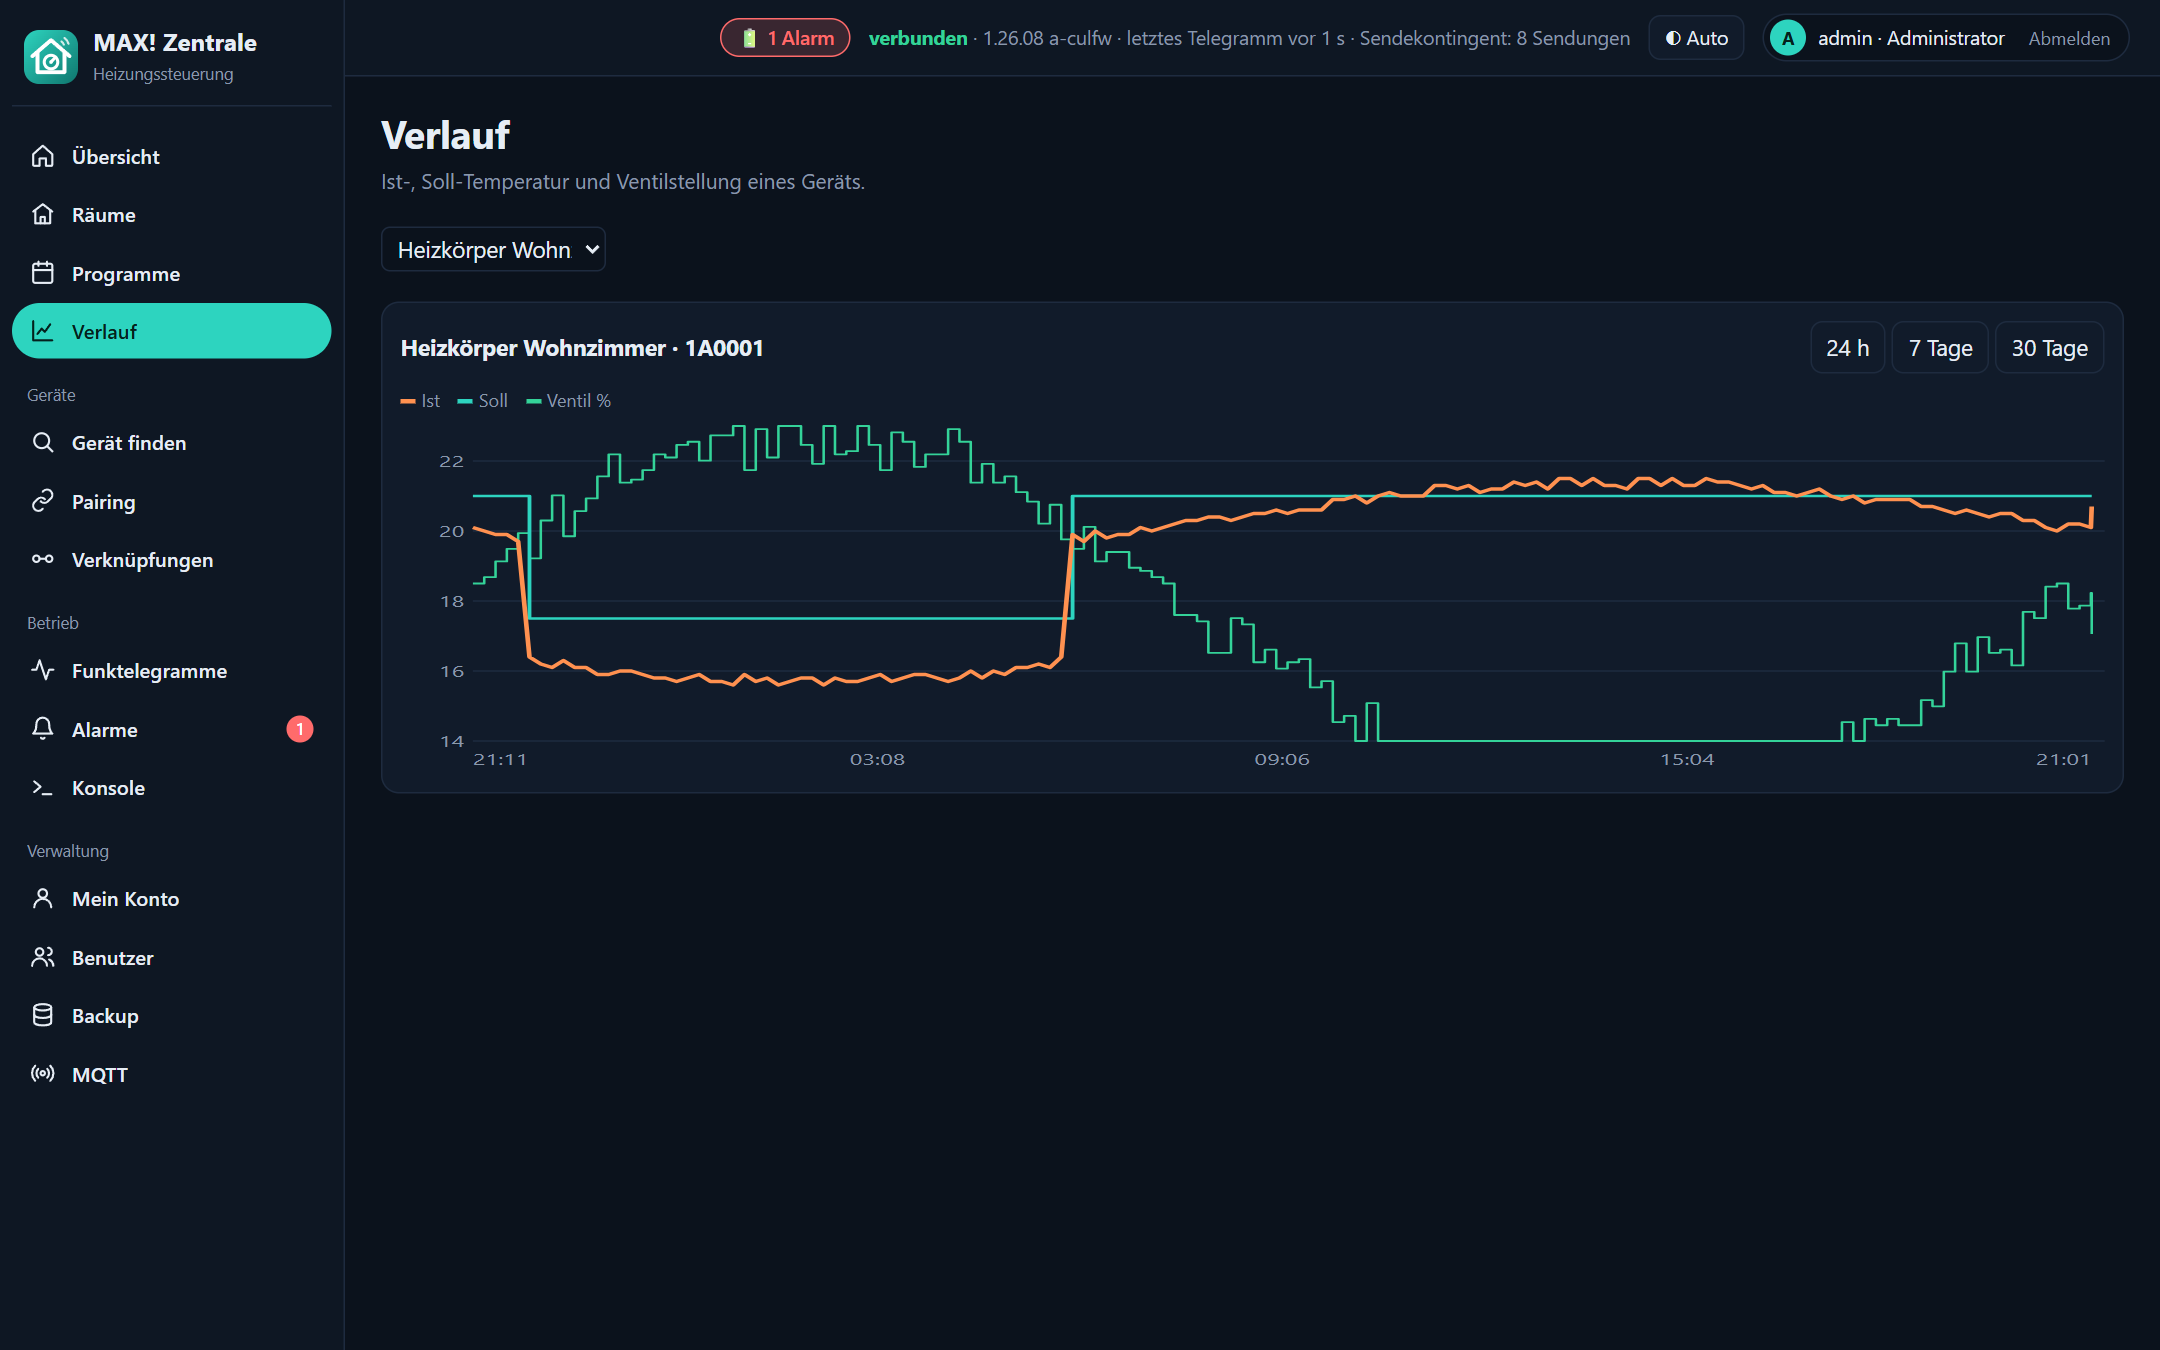 MAX! Zentrale
Heizungssteuerung
1 Alarm
verbunden · 1.26.08 a-culfw · letztes Telegramm vor 1 s · Sendekontingent: 8 Sendungen
Auto
A
admin · Administrator
Abmelden
Übersicht
Räume
Programme
Verlauf
Geräte
Gerät finden
Pairing
Verknüpfungen
Betrieb
Funktelegramme
Alarme
1
Konsole
Verwaltung
Mein Konto
Benutzer
Backup
MQTT
Verlauf
Ist-, Soll-Temperatur und Ventilstellung eines Geräts.
Heizkörper Wohn
Heizkörper Wohnzimmer · 1A0001
24 h
7 Tage
30 Tage
Ist
Soll
Ventil %
22
20
18
16
14
21:11
03:08
09:06
15:04
21:01